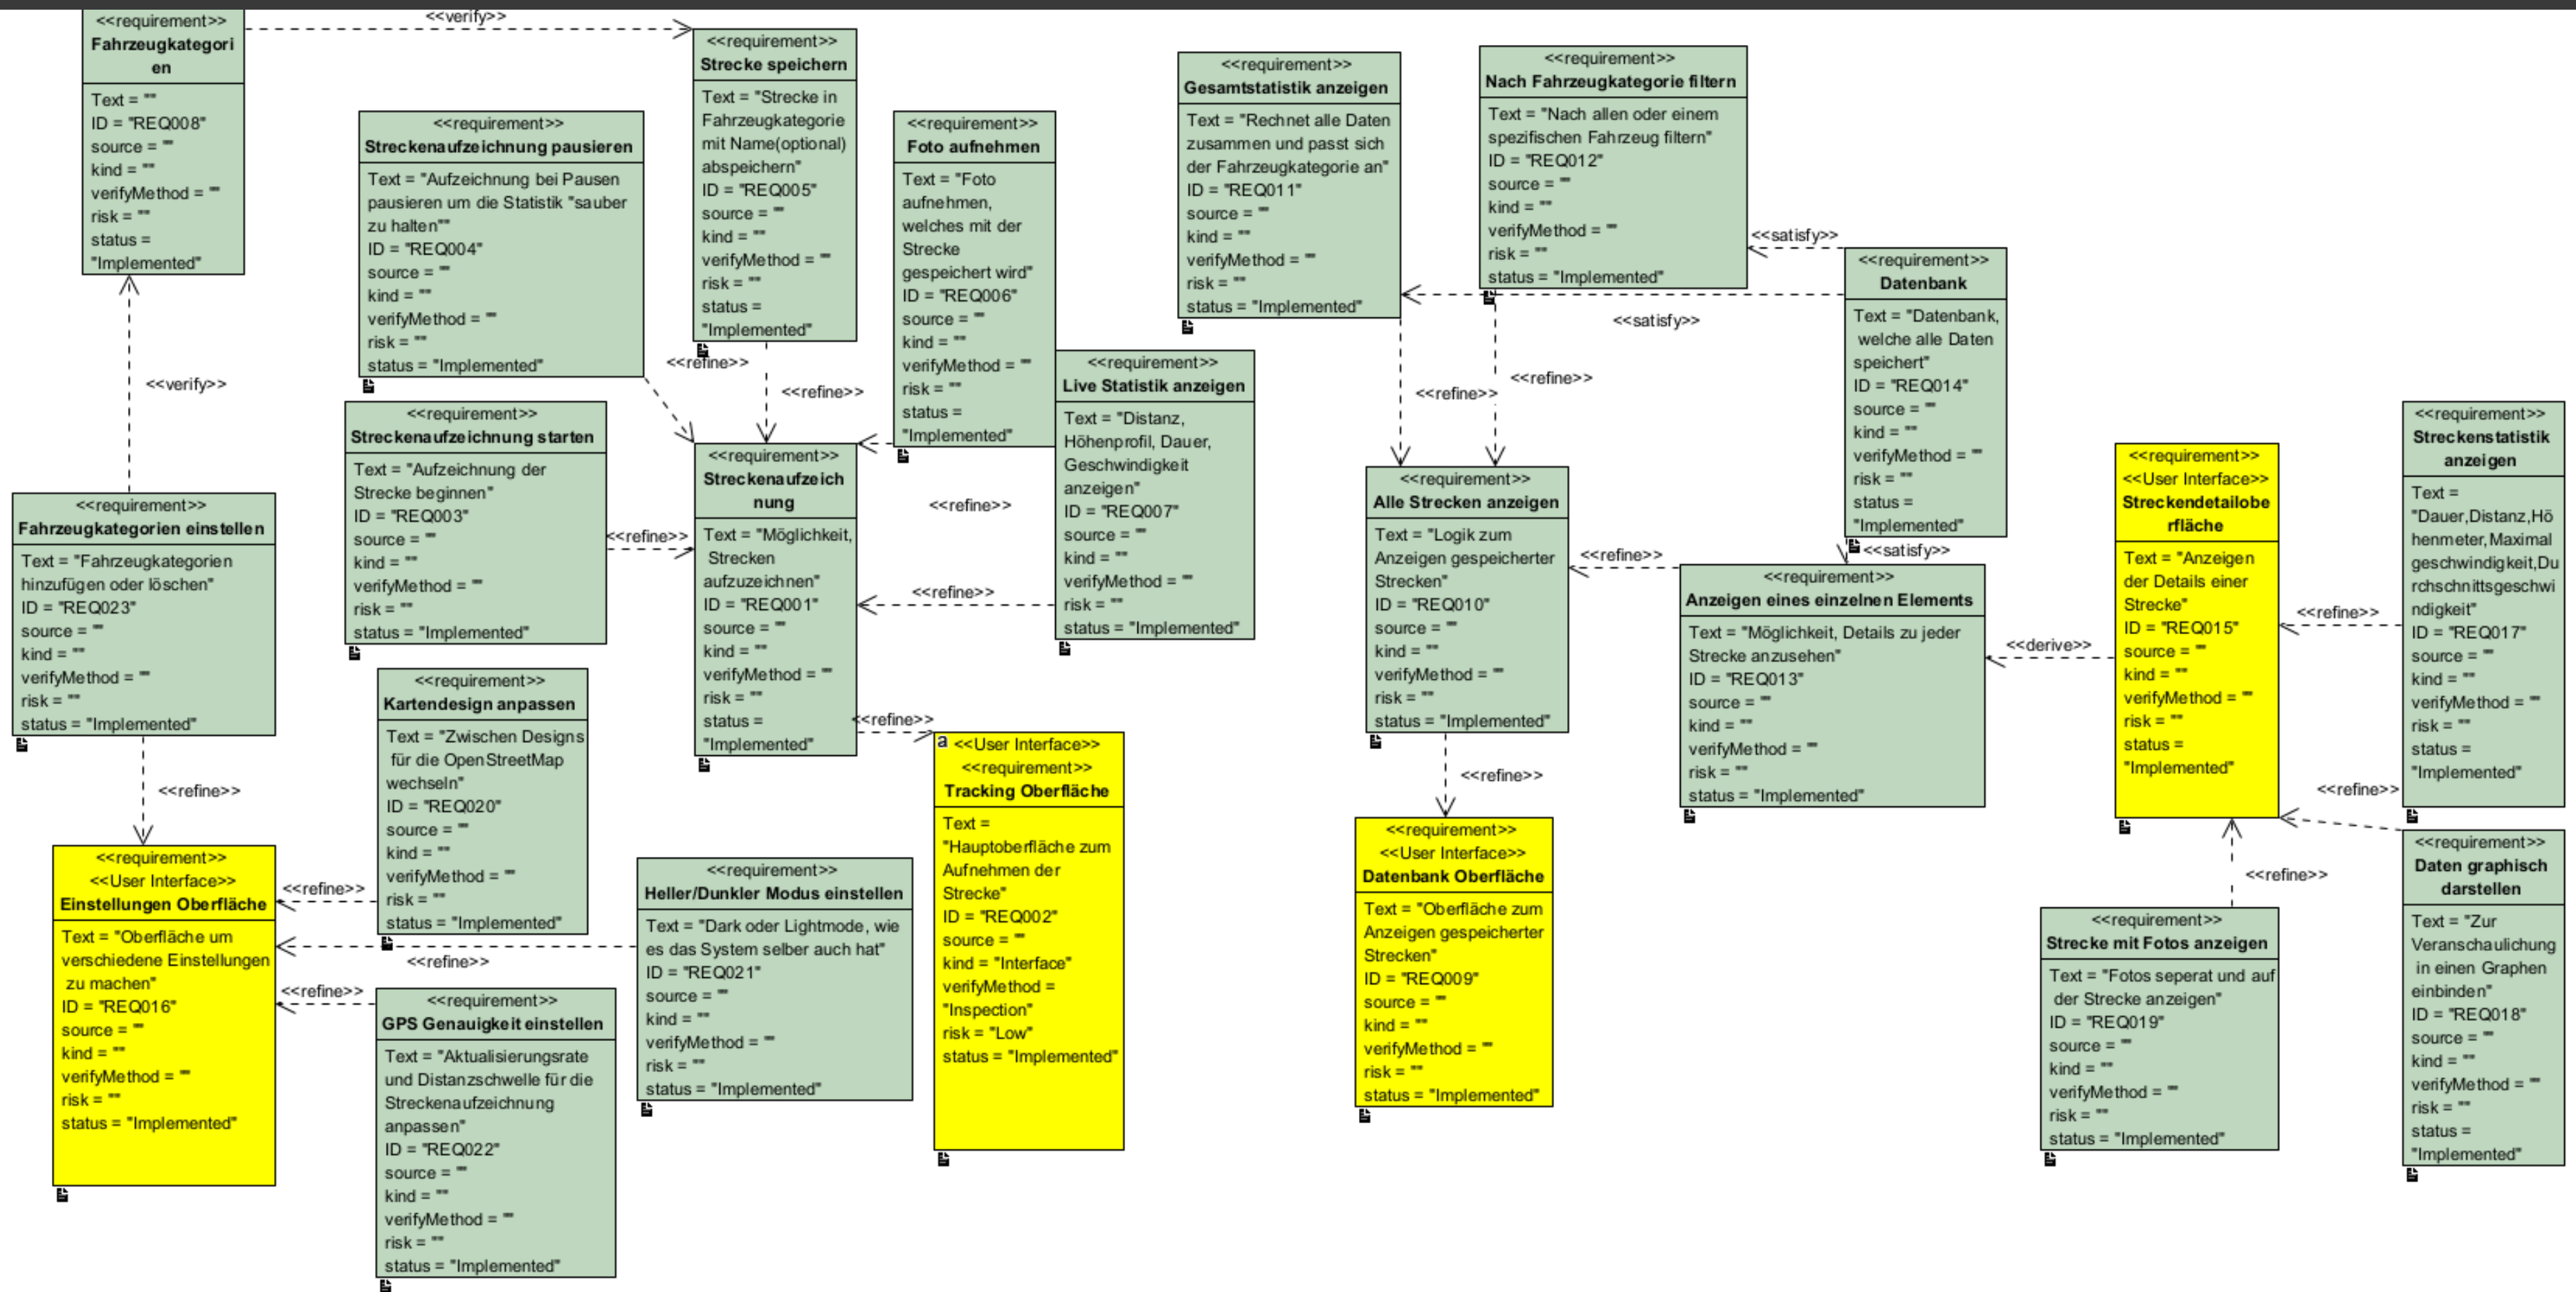 <<requirement>>
Fahrzeugkategori
en
Text = ""
ID = "REQ008"
source = ""
kind = ""
verifyMethod = ""
risk = ""
status =
"Implemented"
<<verify>>
<<verify>>
<<requirement>>
Fahrzeugkategorien einstellen
Text = "Fahrzeugkategorien
hinzufügen oder löschen"
ID = "REQ023"
source = ""
kind = ""
verifyMethod = ""
risk = ""
status = "Implemented"
<<refine>>
<<requirement>>
<<User Interface>>
Einstellungen Oberfläche
Text = "Oberfläche um
verschiedene Einstellungen
zu machen"
ID = "REQ016"
source = ""
kind = ""
verifyMethod = ""
risk = ""
status = "Implemented"
<<refine>>
<<refine>>
<<refine>>
<<requirement>>
Streckenaufzeichnung pausieren
Text = "Aufzeichnung bei Pausen
pausieren um die Statistik "sauber
zu halten""
ID = "REQ004"
source = ""
kind = ""
verifyMethod = ""
risk = ""
status = "Implemented"
<<refine>>
<<requirement>>
Streckenaufzeichnung starten
Text = "Aufzeichnung der
Strecke beginnen"
ID = "REQ003"
source = ""
kind = ""
verifyMethod = ""
risk = ""
status = "Implemented"
<<refine>>
<<requirement>>
Kartendesign anpassen
Text = "Zwischen Designs
für die OpenStreetMap
wechseln"
ID = "REQ020"
source = ""
kind = ""
verifyMethod = ""
risk = ""
status = "Implemented"
<<requirement>>
GPS Genauigkeit einstellen
Text = "Aktualisierungsrate
und Distanzschwelle für die
Streckenaufzeichnung
anpassen"
ID = "REQ022"
source = ""
kind = ""
verifyMethod = ""
risk = ""
status = "Implemented"
<<requirement>>
Strecke speichern
Text = "Strecke in
Fahrzeugkategorie
mit Name(optional)
abspeichern"
ID = "REQ005"
source = ""
kind = ""
verifyMethod = ""
risk = ""
status =
"Implemented"
<<refine>>
<<requirement>>
Streckenaufzeich
nung
Text = "Möglichkeit,
Strecken
aufzuzeichnen"
ID = "REQ001"
source = ""
kind = ""
verifyMethod = ""
risk = ""
status =
"Implemented"
<<refine>>
<<requirement>>
Heller/Dunkler Modus einstellen
Text = "Dark oder Lightmode, wie
es das System selber auch hat"
ID = "REQ021"
source = ""
kind = ""
verifyMethod = ""
risk = ""
status = "Implemented"
<<requirement>>
Foto aufnehmen
Text = "Foto
aufnehmen,
welches mit der
Strecke
gespeichert wird"
ID = "REQ006"
source = ""
kind = ""
verifyMethod = ""
risk = ""
status =
"Implemented"
<<refine>>
<<requirement>>
Live Statistik anzeigen
Text = "Distanz,
Höhenprofil, Dauer,
Geschwindigkeit
anzeigen"
ID = "REQ007"
source = ""
kind = ""
verifyMethod = ""
risk = ""
status = "Implemented"
<<refine>>
a
<<User Interface>>
<<requirement>>
Tracking Oberfläche
Text =
"Hauptoberfläche zum
Aufnehmen der
Strecke"
ID = "REQ002"
source = ""
kind = "Interface"
verifyMethod =
"Inspection"
risk = "Low"
status = "Implemented"
<<requirement>>
Gesamtstatistik anzeigen
Text = "Rechnet alle Daten
zusammen und passt sich
der Fahrzeugkategorie an"
ID = "REQ011"
source = ""
kind = ""
verifyMethod = ""
risk = ""
status = "Implemented"
<<refine>>
<<requirement>>
Nach Fahrzeugkategorie filtern
Text = "Nach allen oder einem
spezifischen Fahrzeug filtern"
ID = "REQ012"
source = ""
kind = ""
verifyMethod = ""
risk = ""
status = "Implemented"
<<refine>>
<<satisfy>>
<<satisfy>>
<<requirement>>
Datenbank
Text = "Datenbank,
welche alle Daten
speichert"
ID = "REQ014"
source = ""
kind = ""
verifyMethod = ""
risk = ""
status =
"Implemented"
<<satisfy>>
<<requirement>>
Alle Strecken anzeigen
Text = "Logik zum
Anzeigen gespeicherter
Strecken"
ID = "REQ010"
source = ""
kind = ""
verifyMethod = ""
risk = ""
status = "Implemented"
<<refine>>
<<refine>>
<<requirement>>
<<User Interface>>
Datenbank Oberfläche
Text = "Oberfläche zum
Anzeigen gespeicherter
Strecken"
ID = "REQ009"
source = ""
kind = ""
verifyMethod = ""
risk = ""
status = "Implemented"
<<requirement>>
Anzeigen eines einzelnen Elements
Text = "Möglichkeit, Details zu jeder
Strecke anzusehen"
ID = "REQ013"
source = ""
kind = ""
verifyMethod = ""
risk = ""
status = "Implemented"
<<derive>>
<<requirement>>
<<User Interface>>
Streckendetailobe
rfläche
Text = "Anzeigen
der Details einer
Strecke"
ID = "REQ015"
source = ""
kind = ""
verifyMethod = ""
risk = ""
status =
"Implemented"
<<refine>>
<<refine>>
<<refine>>
<<requirement>>
Streckenstatistik
anzeigen
Text =
"Dauer,Distanz,Hö
henmeter,Maximal
geschwindigkeit,Du
rchschnittsgeschwi
ndigkeit"
ID = "REQ017"
source = ""
kind = ""
verifyMethod = ""
risk = ""
status =
"Implemented"
<<requirement>>
Strecke mit Fotos anzeigen
Text = "Fotos seperat und auf
der Strecke anzeigen"
ID = "REQ019"
source = ""
kind = ""
verifyMethod = ""
risk = ""
status = "Implemented"
<<requirement>>
Daten graphisch
darstellen
Text = "Zur
Veranschaulichung
in einen Graphen
einbinden"
ID = "REQ018"
source = ""
kind = ""
verifyMethod = ""
risk = ""
status =
"Implemented"